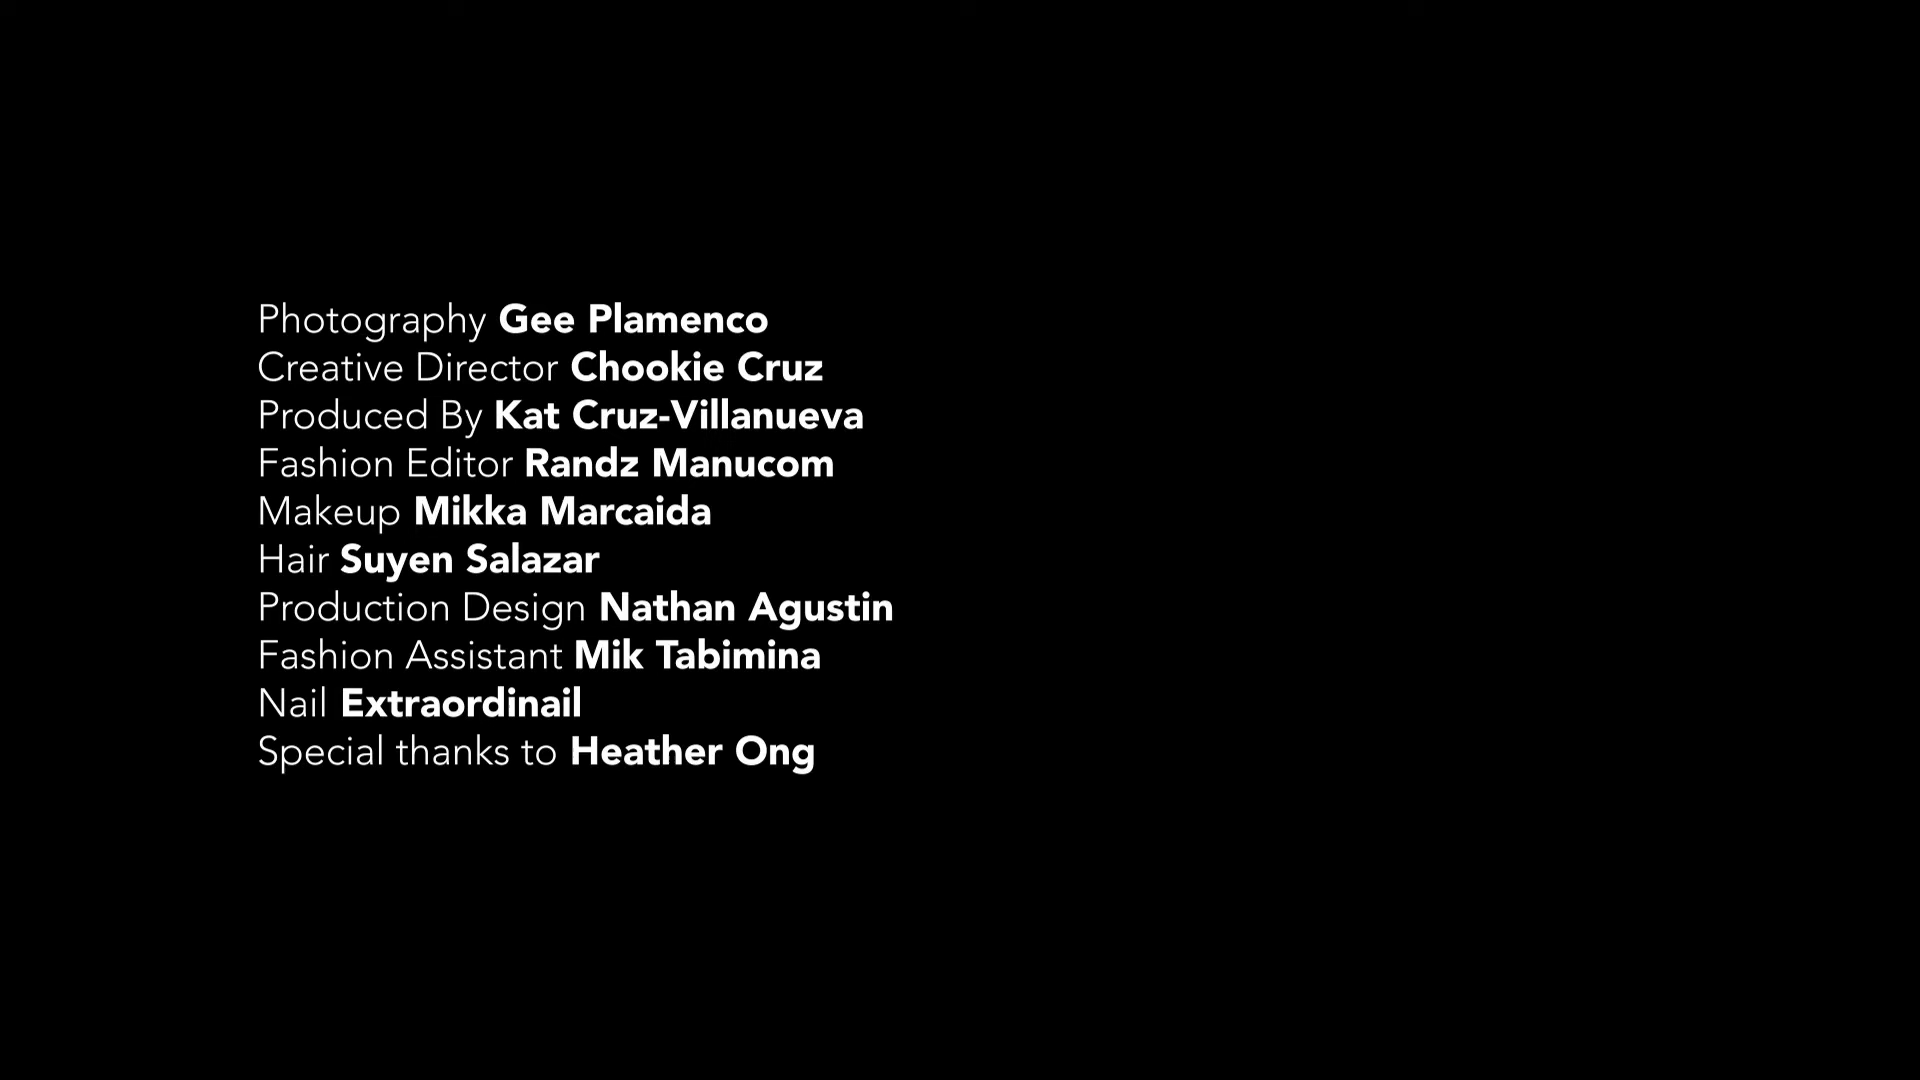 Photography Gee Plamenco
Creative Director Chookie Cruz
Produced By Kat Cruz-Villanueva
Fashion Editor Randz Manucom
Makeup Mikka Marcaida
Hair Suyen Salazar
Production Design Nathan Agustin
Fashion Assistant Mik Tabimina
Nail Extraordinail
Special thanks to Heather Ong